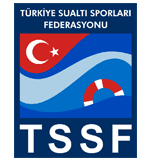 TÜRKİYE SUALTI SPORLARI
FEDERASYONU
TSSF